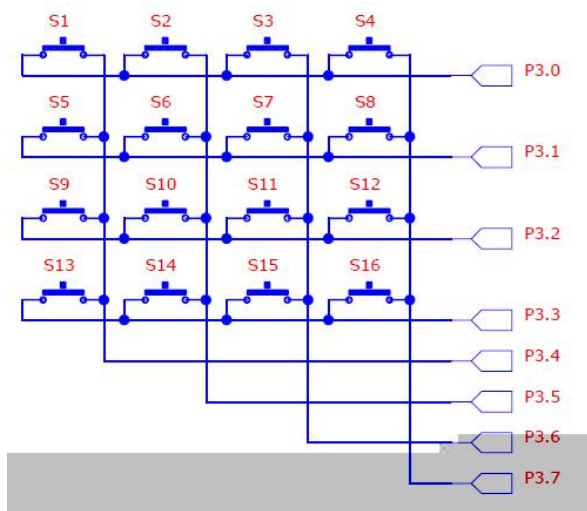 S1 S2 S3 S4
P3.0
S5 S6 S7 S8
P3.1
S9 S10 S11 S12
P3.2
S13 S14 S15 S16
P3.3
P3.4
P3.5
P3.6
P3.7